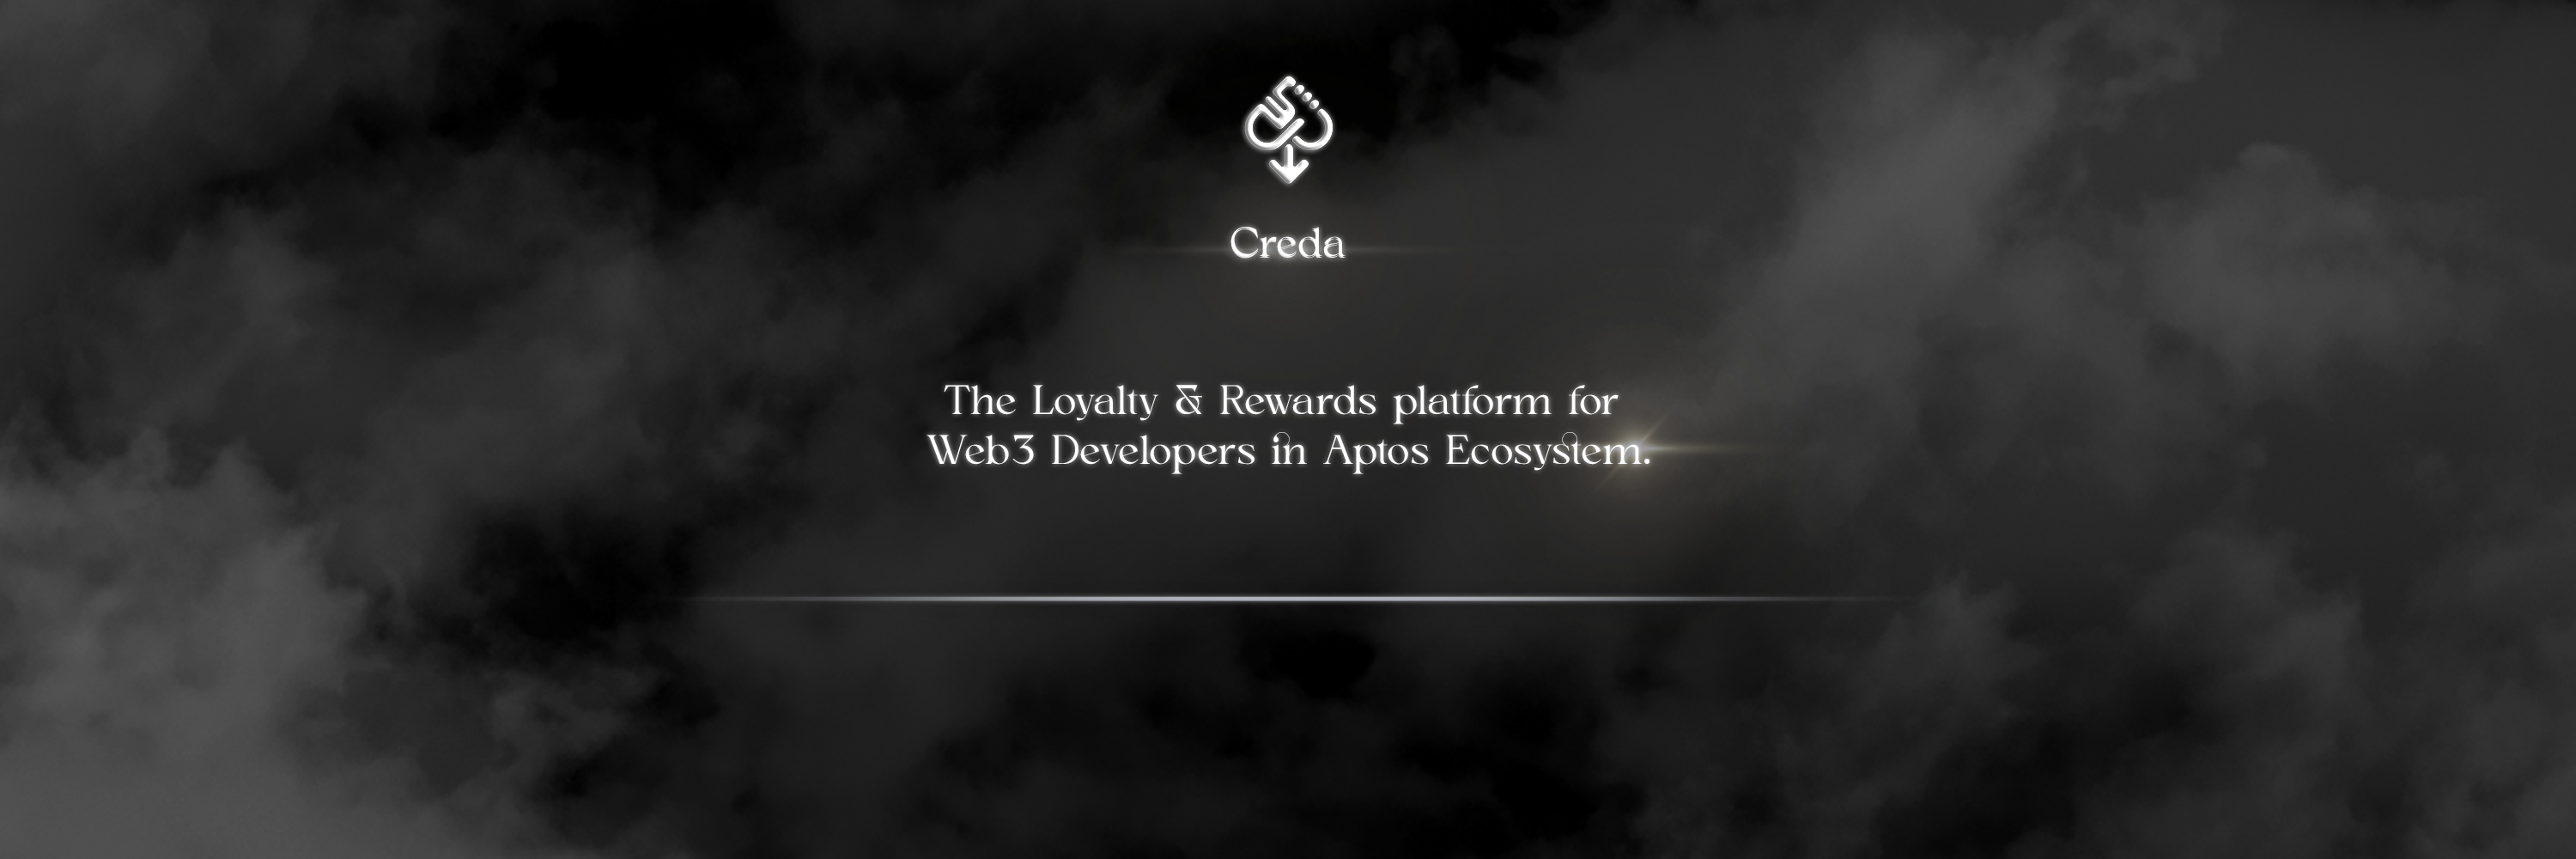 Creda
The Loyalty & Rewards platform for
Web3 Developers in Aptos Ecosystem.